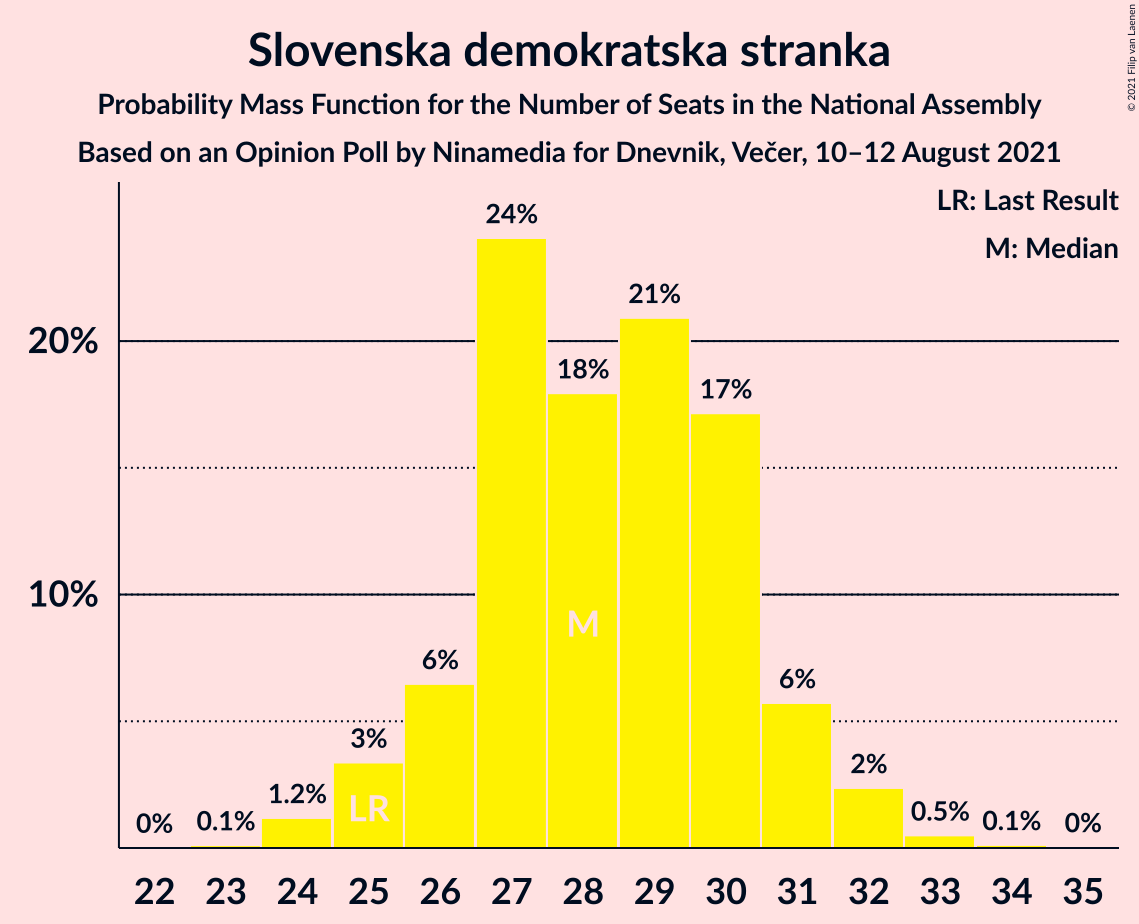 Slovenska demokratska stranka
Probability Mass Function for the Number of Seats in the National Assembly
Based on an Opinion Poll by Ninamedia for Dnevnik, Večer, 10–12 August 2021
© 2021 Filip van Laenen
LR: Last Result
M: Median
20%
10%
0%
0.1%
1.2%
3%
6%
24%
18%
21%
17%
6%
2%
0.5%
0.1%
0%
LR
M
22 23 24 25 26 27 28 29 30 31 32 33 34 35